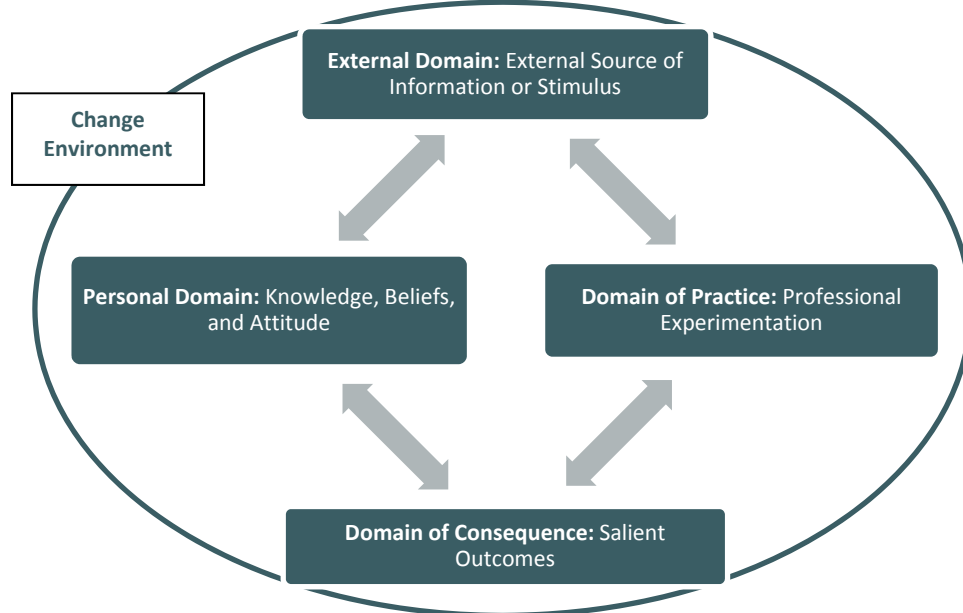 External Domain: External Source of
Information or Stimulus
Change
Environment
Personal Domain: Knowledge, Beliefs,
and Attitude
Domain of Practice: Professional
Experimentation
Domain of Consequence: Salient
Outcomes